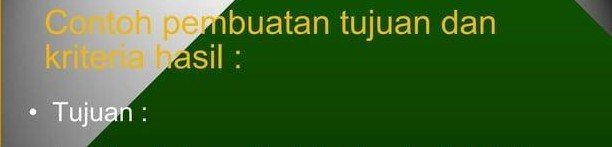 Contoh pembuatan tujuan dan
kriteria hasil :
• Tujuan :